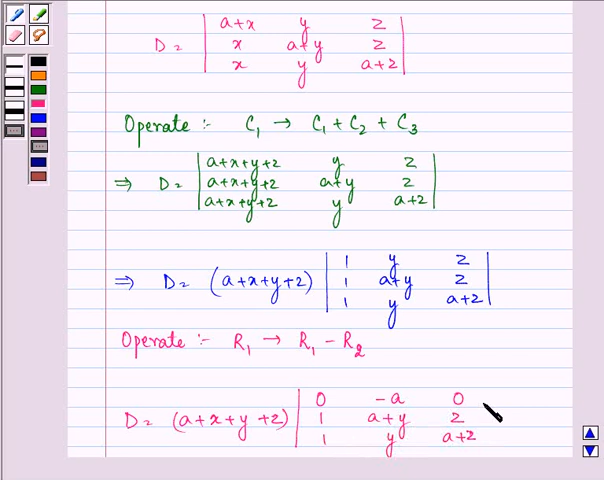 a+x y z
D = x a+y z
x y a+z
Operate :- C₁ → C₁ + C₂ + C₃
a+x+y+z y z
⇒ D = a+x+y+z a+y z
a+x+y+z y a+z
1 y z
⇒ D = (a+x+y+z) 1 a+y z
1 y a+z
Operate :- R₁ → R₁ - R₂
0 -a 0
D = (a+x+y+z) 1 a+y z
1 y a+z